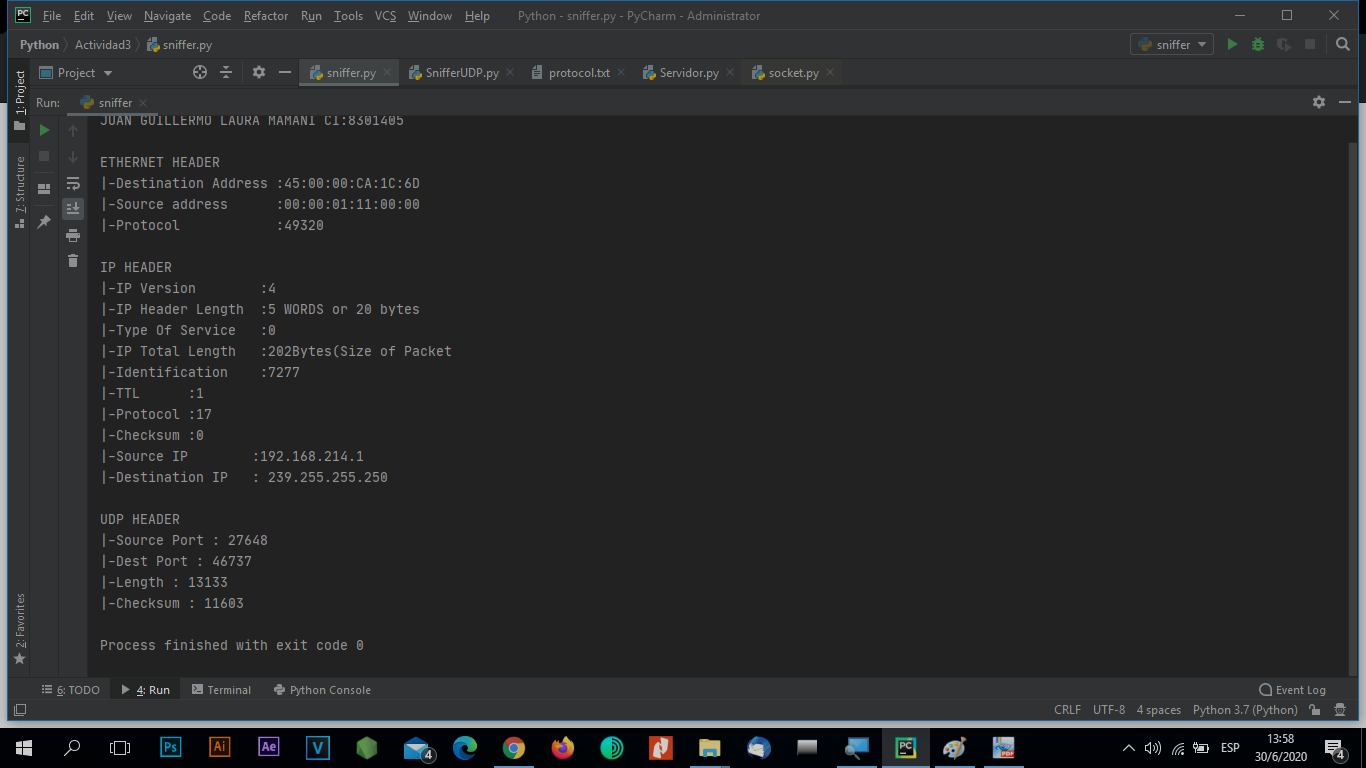 PC File Edit View Navigate Code Refactor Run Tools VCS Window Help Python - sniffer.py - PyCharm - Administrator
Python Actividad3 sniffer.py sniffer
1: Project
Project sniffer.py SnifferUDP.py protocol.txt Servidor.py socket.py
Run: sniffer
JUAN GUILLERMO LAURA MAMANI CI:8301405
ETHERNET HEADER
|-Destination Address :45:00:00:CA:1C:6D
|-Source address :00:00:01:11:00:00
|-Protocol :49320
7: Structure
IP HEADER
|-IP Version :4
|-IP Header Length :5 WORDS or 20 bytes
|-Type Of Service :0
|-IP Total Length :202Bytes(Size of Packet
|-Identification :7277
|-TTL :1
|-Protocol :17
|-Checksum :0
|-Source IP :192.168.214.1
|-Destination IP : 239.255.255.250
UDP HEADER
|-Source Port : 27648
|-Dest Port : 46737
|-Length : 13133
|-Checksum : 11603
2: Favorites
Process finished with exit code 0
6: TODO 4: Run Terminal Python Console Event Log
CRLF UTF-8 4 spaces Python 3.7 (Python)
Ps Ai Ae V 4 PC PDF ESP 13:58 4
30/6/2020